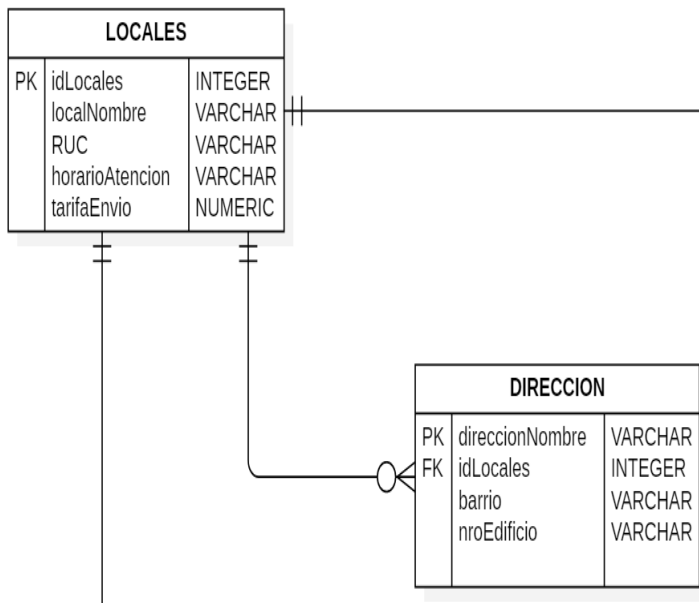 LOCALES
PK idLocales INTEGER
localNombre VARCHAR
RUC VARCHAR
horarioAtencion VARCHAR
tarifaEnvio NUMERIC
DIRECCION
PK direccionNombre VARCHAR
FK idLocales INTEGER
barrio VARCHAR
nroEdificio VARCHAR